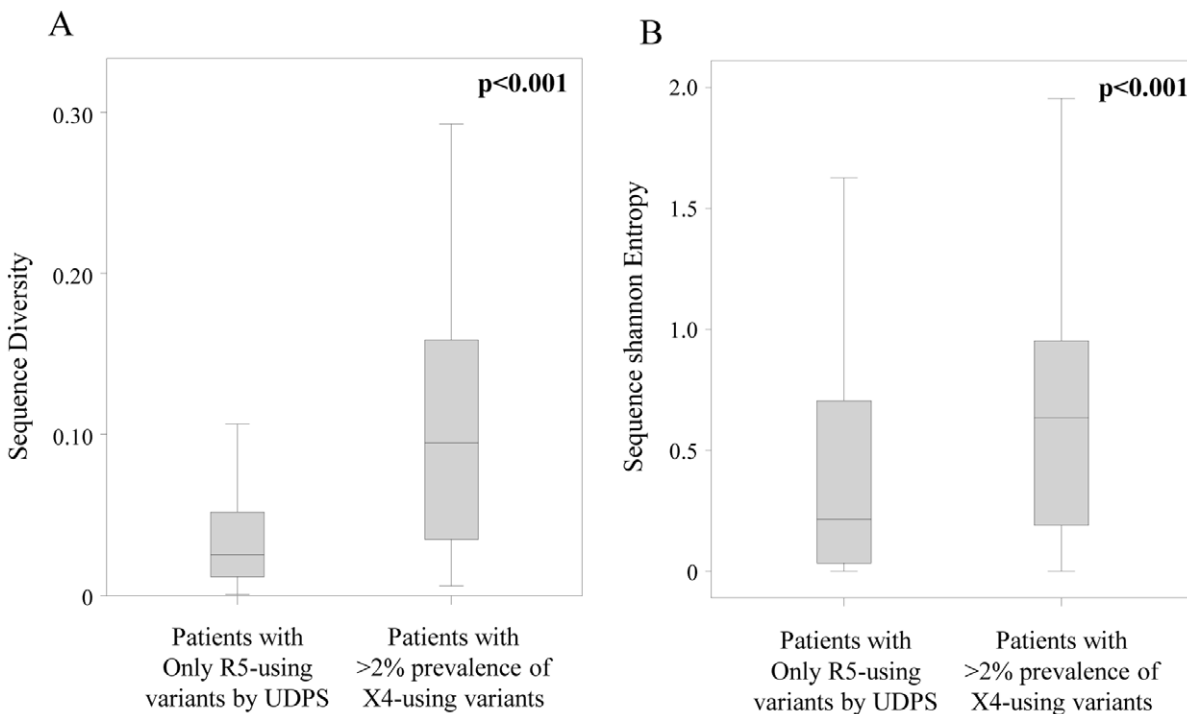 A
p<0.001
0.30
0.20
0.10
0
Sequence Diversity
Patients with
Only R5-using
variants by UDPS
Patients with
>2% prevalence of
X4-using variants
B
p<0.001
2.0
1.5
1.0
0.5
0
Sequence shannon Entropy
Patients with
Only R5-using
variants by UDPS
Patients with
>2% prevalence of
X4-using variants